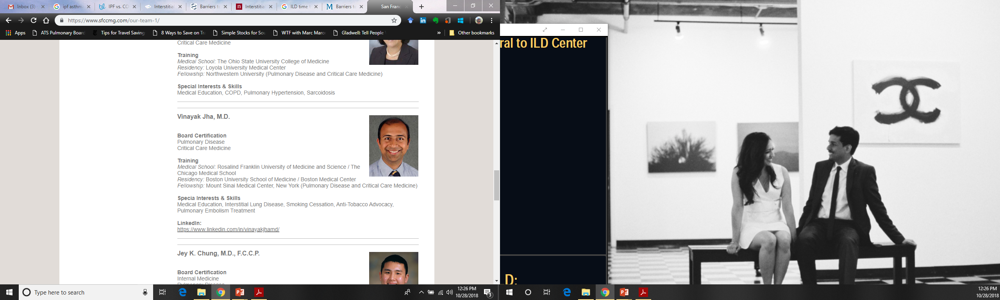 Inbox (3)
ipf asthm
IPF vs. CO
Interstitia
Barriers to
Interstitia
ILD time t
Barriers to
San Franc
https://www.sfccmg.com/our-team-1/
Apps
ATS Pulmonary Board
Tips for Travel Saving
8 Ways to Save on Tra
Simple Stocks for Sou
WTF with Marc Maro
Gladwell: Tell People
»
Other bookmarks
Critical Care Medicine
Training
Medical School: The Ohio State University College of Medicine
Residency: Loyola University Medical Center
Fellowship: Northwestern University (Pulmonary Disease and Critical Care Medicine)
Special Interests & Skills
Medical Education, COPD, Pulmonary Hypertension, Sarcoidosis
Vinayak Jha, M.D.
Board Certification
Pulmonary Disease
Critical Care Medicine
Training
Medical School: Rosalind Franklin University of Medicine and Science / The
Chicago Medical School
Residency: Boston University School of Medicine / Boston Medical Center
Fellowship: Mount Sinai Medical Center, New York (Pulmonary Disease and Critical Care Medicine)
Specia Interests & Skills
Medical Education, Interstitial Lung Disease, Smoking Cessation, Anti-Tobacco Advocacy,
Pulmonary Embolism Treatment
LinkedIn:
https://www.linkedin.com/in/vinayakjhamd/
Jey K. Chung, M.D., F.C.C.P.
Board Certification
Internal Medicine
Pulmonary Disease
Type here to search
12:26 PM
10/28/2018
3
ral to ILD Center
D:
12:26 PM
10/28/2018